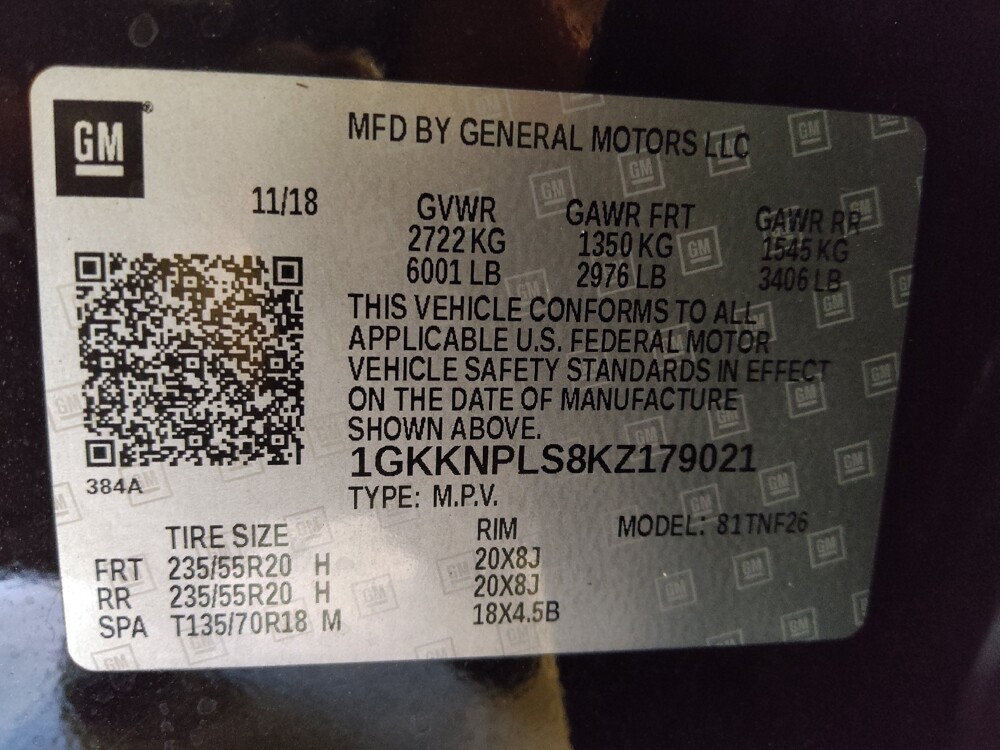 GM®
MFD BY GENERAL MOTORS LLC
11/18 GVWR GAWR FRT GAWR RR
2722 KG 1350 KG 1545 KG
6001 LB 2976 LB 3406 LB
THIS VEHICLE CONFORMS TO ALL
APPLICABLE U.S. FEDERAL MOTOR
VEHICLE SAFETY STANDARDS IN EFFECT
ON THE DATE OF MANUFACTURE
SHOWN ABOVE.
1GKKNPLS8KZ179021
384A
TYPE: M.P.V.
TIRE SIZE RIM MODEL: 81TNF26
FRT 235/55R20 H 20X8J
RR 235/55R20 H 20X8J
SPA T135/70R18 M 18X4.5B